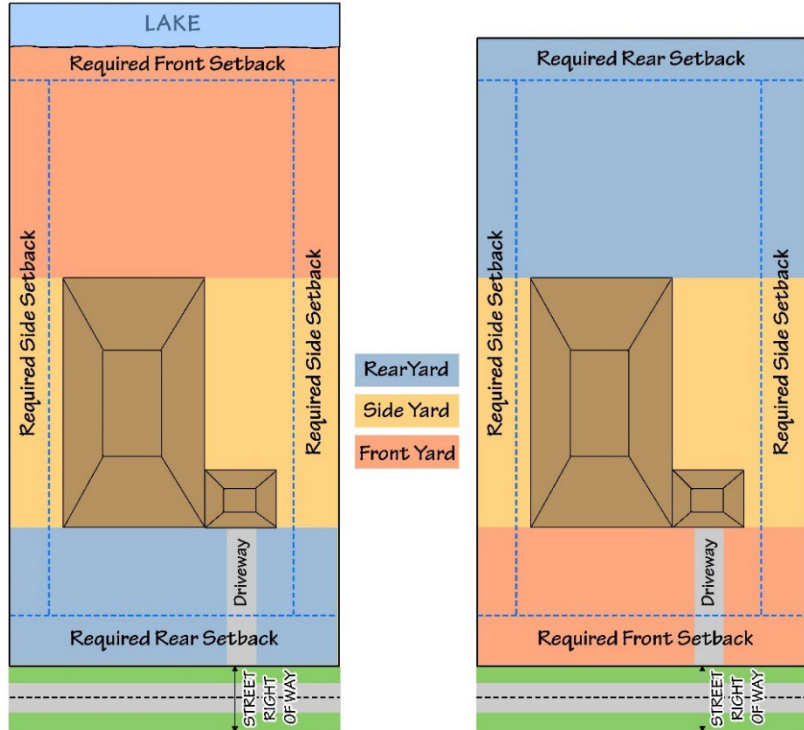 LAKE
Required Front Setback
Required Side Setback
Required Side Setback
Driveway
Required Rear Setback
STREET
RIGHT
OF WAY
RearYard
Side Yard
Front Yard
Required Rear Setback
Required Side Setback
Required Side Setback
Driveway
Required Front Setback
STREET
RIGHT
OF WAY